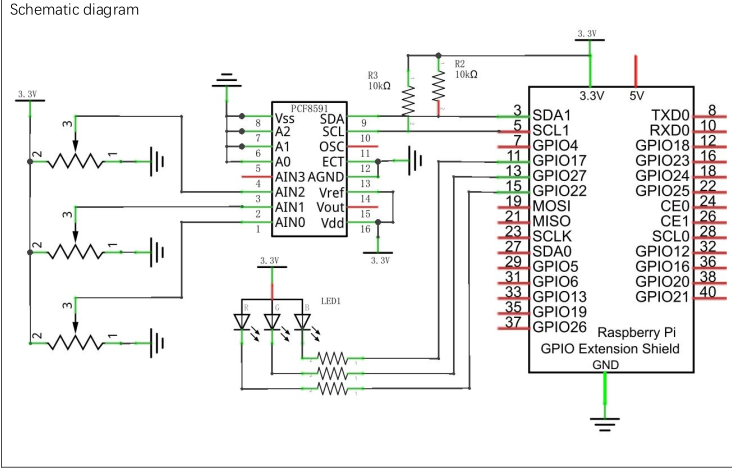 Schematic diagram
3.3V
3
2
1
3
2
1
3
2
1
PCF8591
8 Vss SDA 9
7 A2 SCL 10
6 A1 OSC 11
5 A0 ECT 12
4 AIN3 AGND 13
3 AIN2 Vref 14
2 AIN1 Vout 15
1 AIN0 Vdd 16
3.3V
R3
10kΩ
R2
10kΩ
3.3V
3.3V 5V
3 SDA1 TXD0 8
5 SCL1 RXD0 10
7 GPIO4 GPIO18 12
11 GPIO17 GPIO23 16
13 GPIO27 GPIO24 18
15 GPIO22 GPIO25 22
19 MOSI CE0 24
21 MISO CE1 26
23 SCLK SCL0 28
27 SDA0 GPIO12 32
29 GPIO5 GPIO16 36
31 GPIO6 GPIO20 38
33 GPIO13 GPIO21 40
35 GPIO19
37 GPIO26
Raspberry Pi
GPIO Extension Shield
GND
3.3V
LED1
R G B